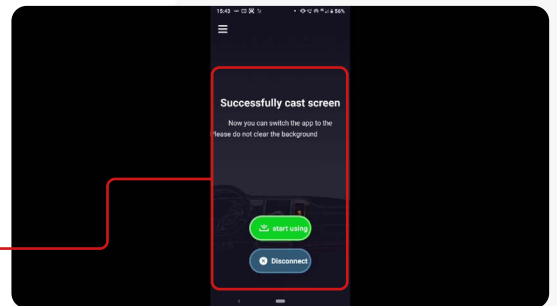 15:43
56%
Successfully cast screen
Now you can switch the app to the
Please do not clear the background
start using
Disconnect